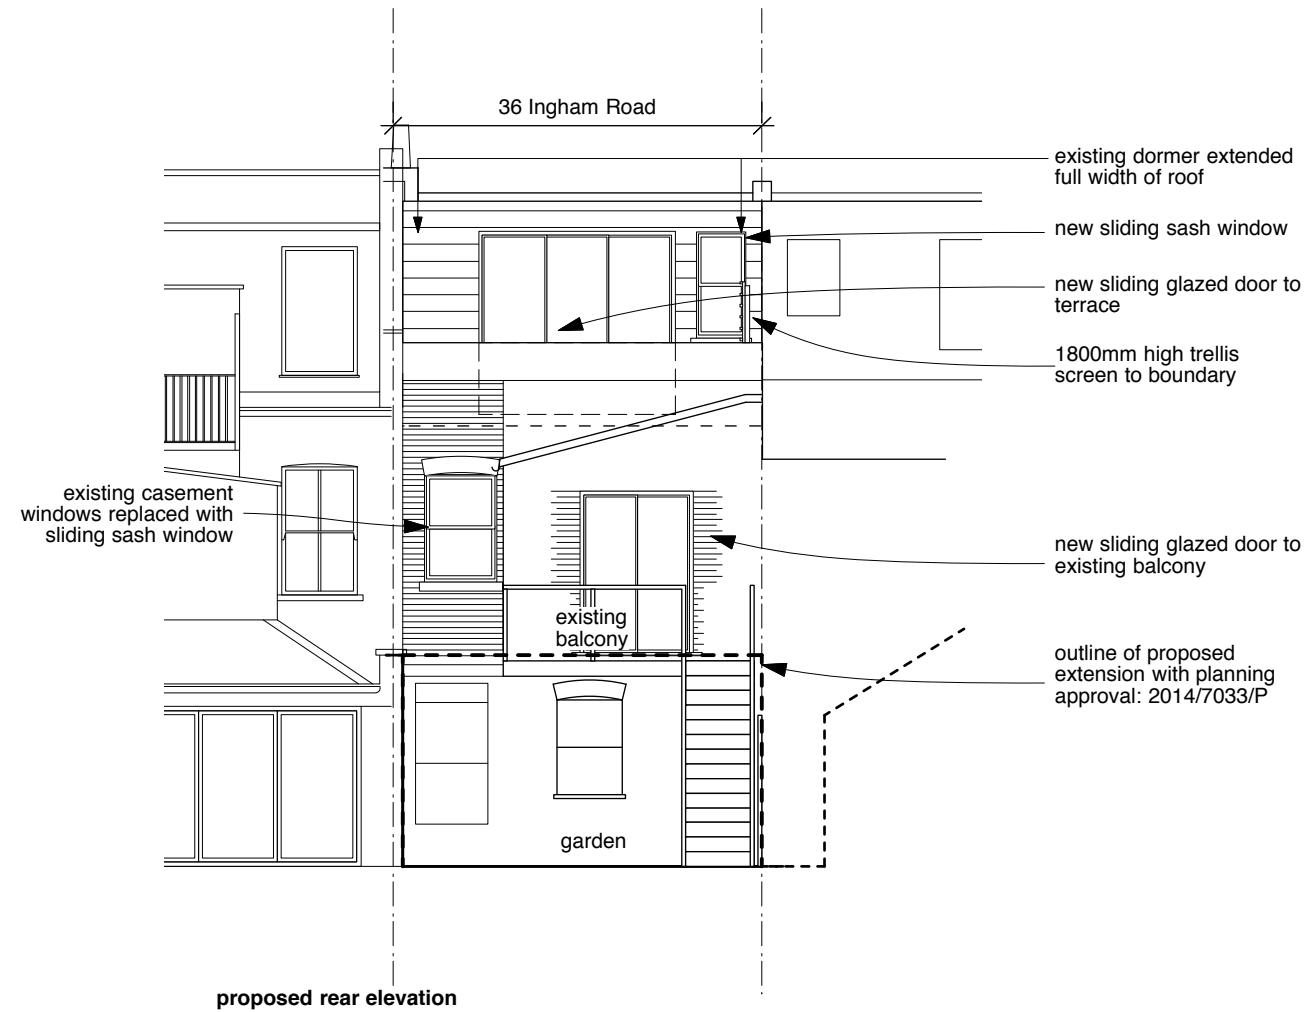 36 Ingham Road
existing dormer extended
full width of roof
new sliding sash window
new sliding glazed door to
terrace
1800mm high trellis
screen to boundary
existing casement
windows replaced with
sliding sash window
new sliding glazed door to
existing balcony
existing
balcony
outline of proposed
extension with planning
approval: 2014/7033/P
garden
proposed rear elevation